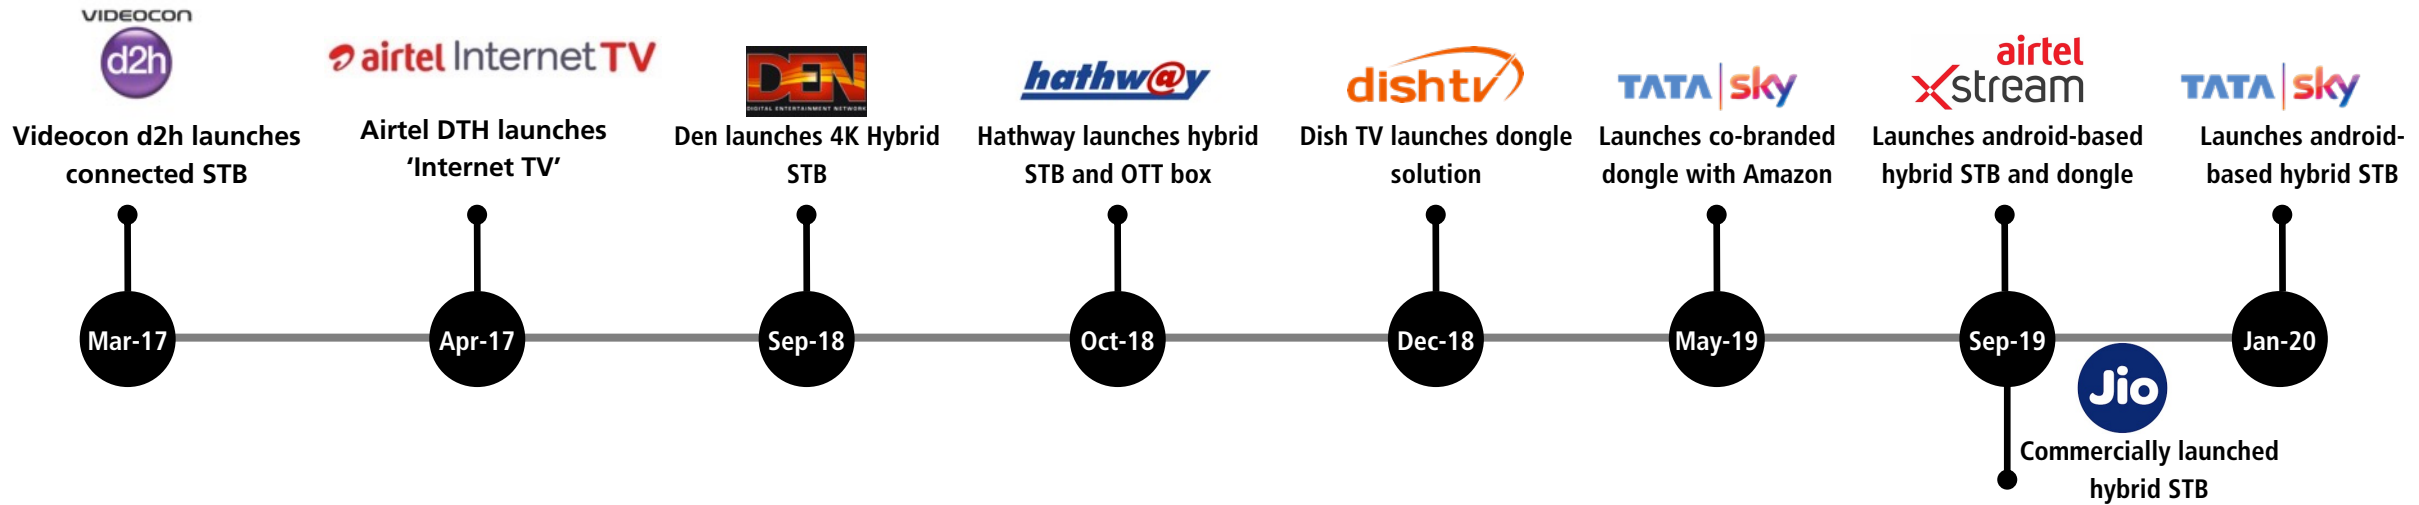 VIDEOCON
d2h
Videocon d2h launches
connected STB
airtel Internet TV
Airtel DTH launches
‘Internet TV’
DEN
DIGITAL ENTERTAINMENT NETWORK
Den launches 4K Hybrid
STB
hathw@y
Hathway launches hybrid
STB and OTT box
dishtv
Dish TV launches dongle
solution
TATA sky
Launches co-branded
dongle with Amazon
airtel
Xstream
Launches android-based
hybrid STB and dongle
TATA sky
Launches android-
based hybrid STB
Mar-17
Apr-17
Sep-18
Oct-18
Dec-18
May-19
Sep-19
Jan-20
Jio
Commercially launched
hybrid STB